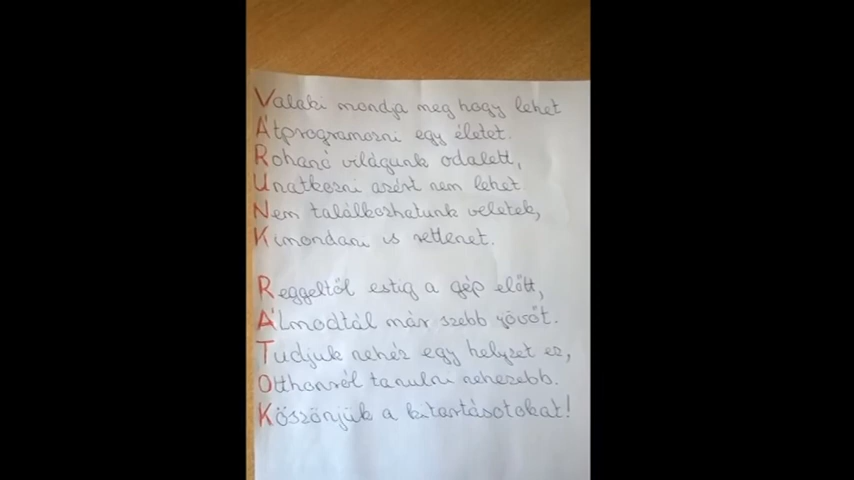 Valaki mondja meg hogy lehet
Átprogramozni egy életet.
Rohanó világunk odalett,
Unatkozni azért nem lehet.
Nem találkozhatunk veletek,
Kimondani is rettenet.
Reggeltől estig a gép előtt,
Álmodtál már szebb jövőt.
Tudjuk nehéz egy helyzet ez,
Otthonról tanulni nehezebb.
Köszönjük a kitartásotokat!